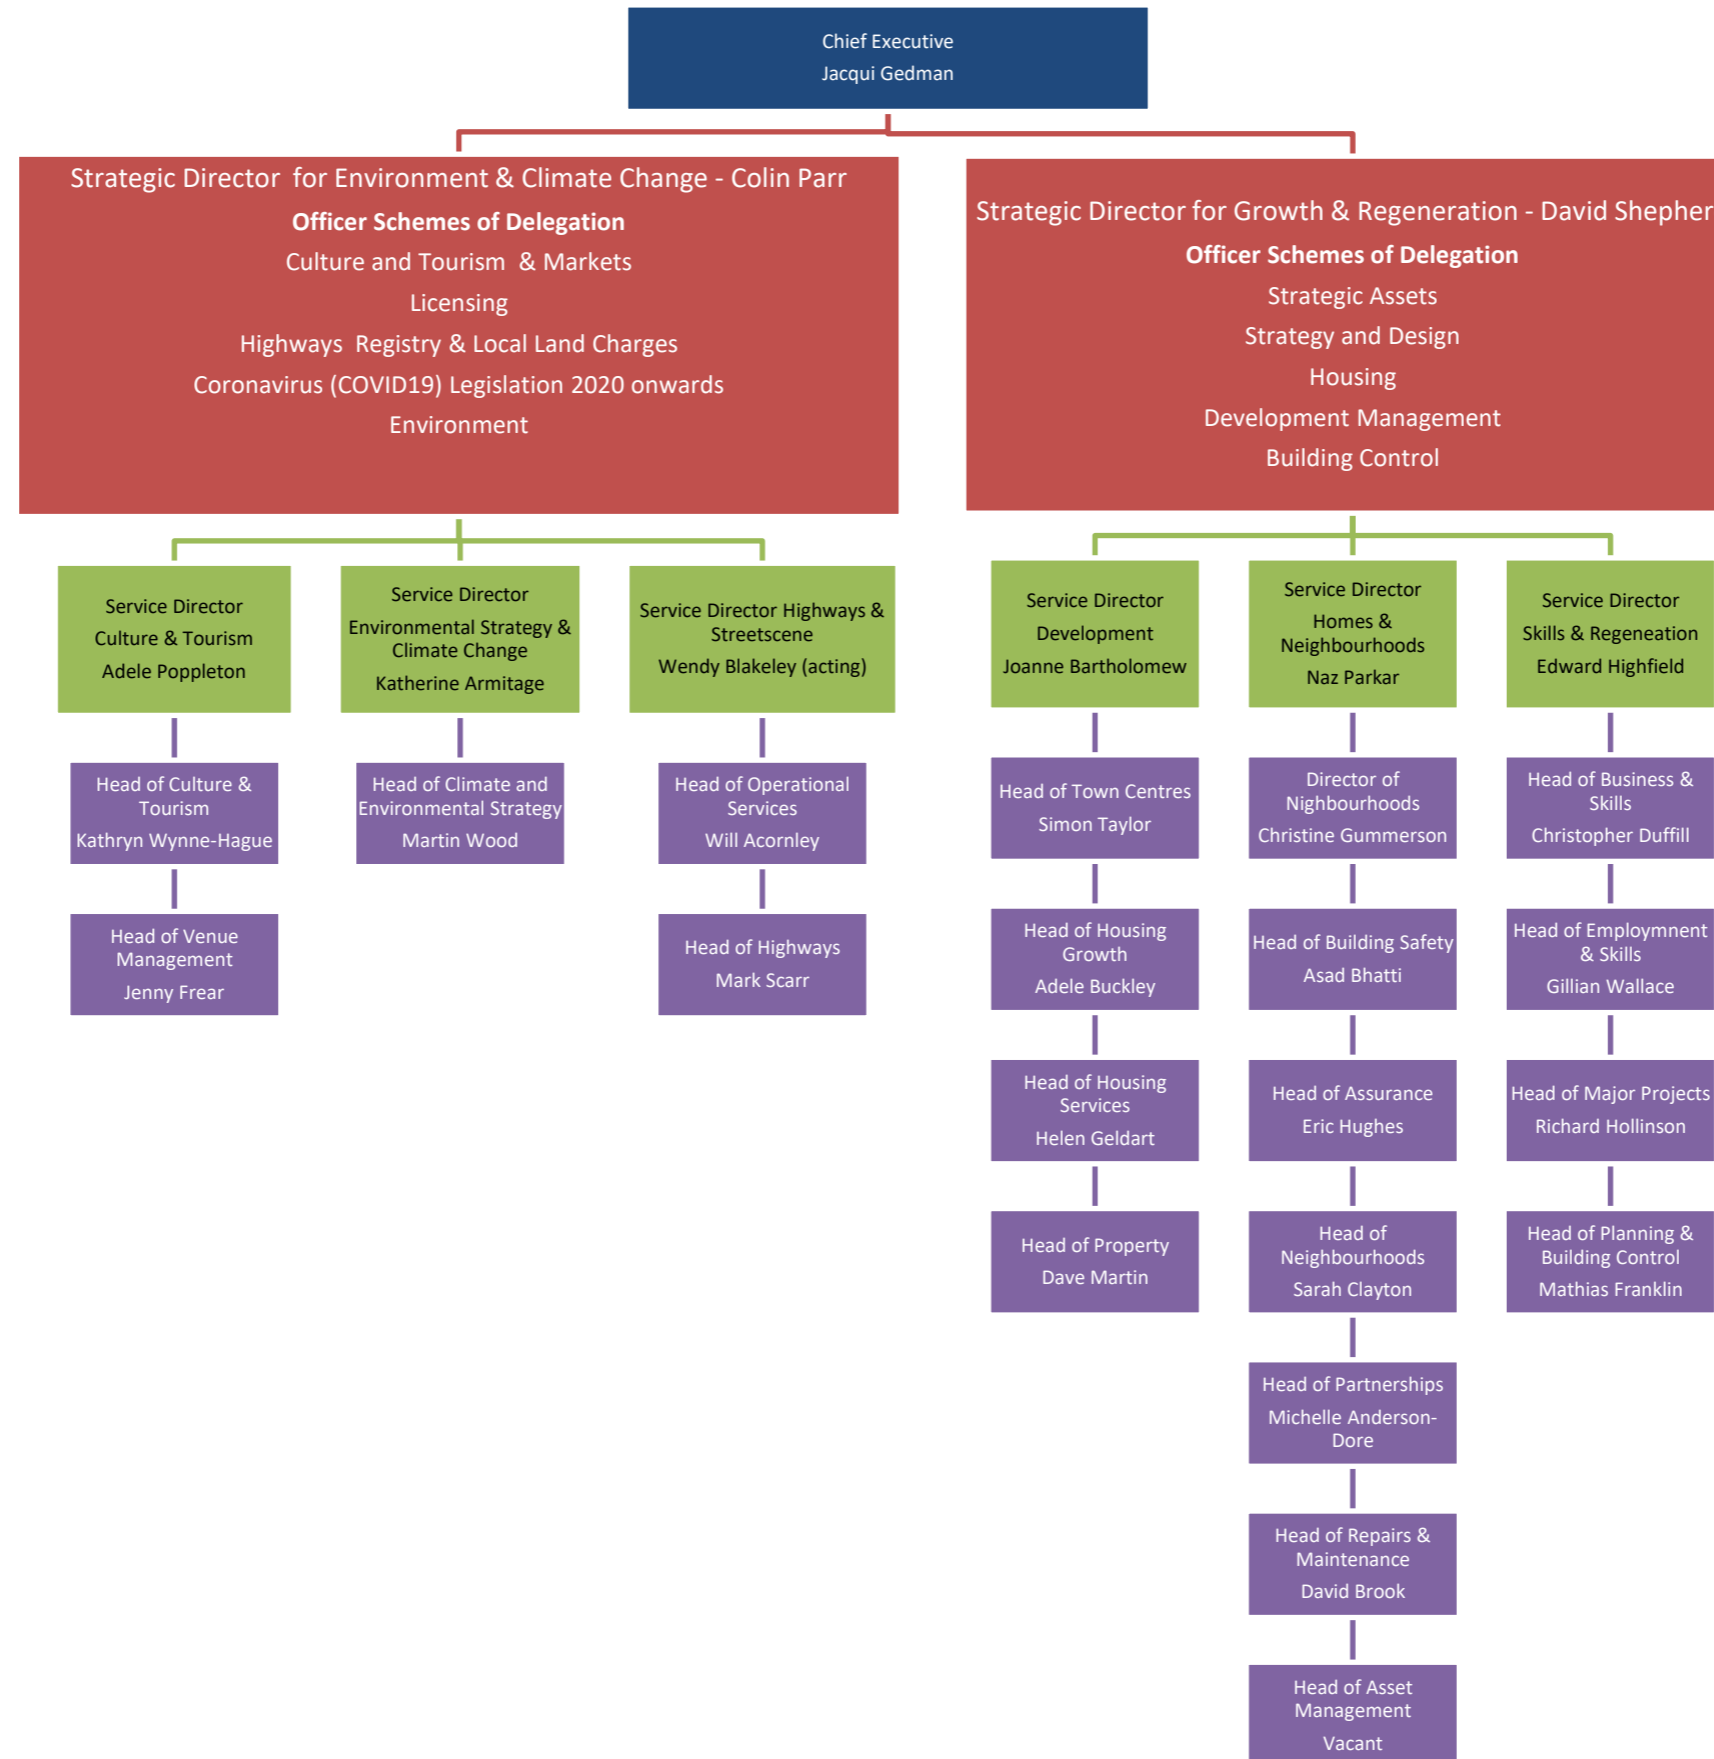 Chief Executive
Jacqui Gedman
Strategic Director for Environment & Climate Change - Colin Parr
Officer Schemes of Delegation
Culture and Tourism & Markets
Licensing
Highways Registry & Local Land Charges
Coronavirus (COVID19) Legislation 2020 onwards
Environment
Strategic Director for Growth & Regeneration - David Shepher
Officer Schemes of Delegation
Strategic Assets
Strategy and Design
Housing
Development Management
Building Control
Service Director
Culture & Tourism
Adele Poppleton
Service Director
Environmental Strategy &
Climate Change
Katherine Armitage
Service Director Highways &
Streetscene
Wendy Blakeley (acting)
Service Director
Development
Joanne Bartholomew
Service Director
Homes &
Neighbourhoods
Naz Parkar
Service Director
Skills & Regeneation
Edward Highfield
Head of Culture &
Tourism
Kathryn Wynne-Hague
Head of Climate and
Environmental Strategy
Martin Wood
Head of Operational
Services
Will Acornley
Head of Town Centres
Simon Taylor
Director of
Nighbourhoods
Christine Gummerson
Head of Business &
Skills
Christopher Duffill
Head of Venue
Management
Jenny Frear
Head of Highways
Mark Scarr
Head of Housing
Growth
Adele Buckley
Head of Building Safety
Asad Bhatti
Head of Employmnent
& Skills
Gillian Wallace
Head of Housing
Services
Helen Geldart
Head of Assurance
Eric Hughes
Head of Major Projects
Richard Hollinson
Head of Property
Dave Martin
Head of
Neighbourhoods
Sarah Clayton
Head of Planning &
Building Control
Mathias Franklin
Head of Partnerships
Michelle Anderson-
Dore
Head of Repairs &
Maintenance
David Brook
Head of Asset
Management
Vacant